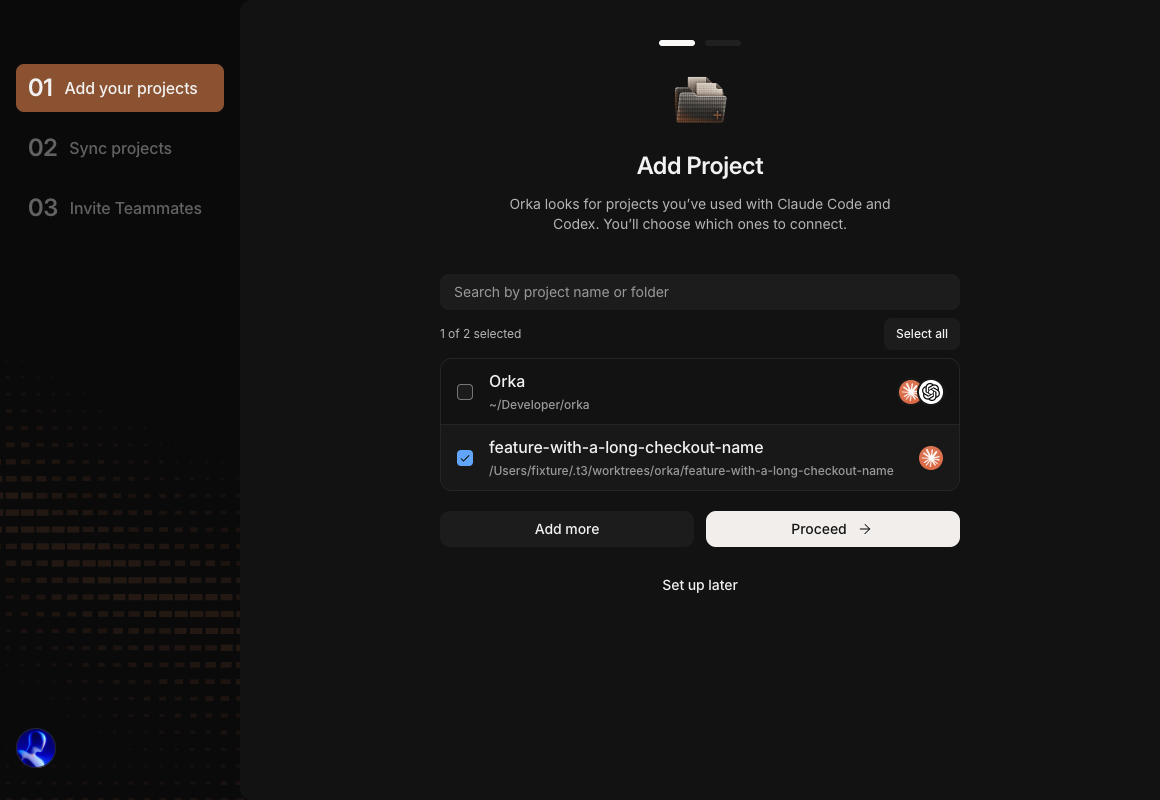 01 Add your projects
02 Sync projects
03 Invite Teammates
Add Project
Orka looks for projects you’ve used with Claude Code and
Codex. You’ll choose which ones to connect.
Search by project name or folder
1 of 2 selected
Select all
Orka
~/Developer/orka
feature-with-a-long-checkout-name
/Users/fixture/.t3/worktrees/orka/feature-with-a-long-checkout-name
Add more
Proceed →
Set up later